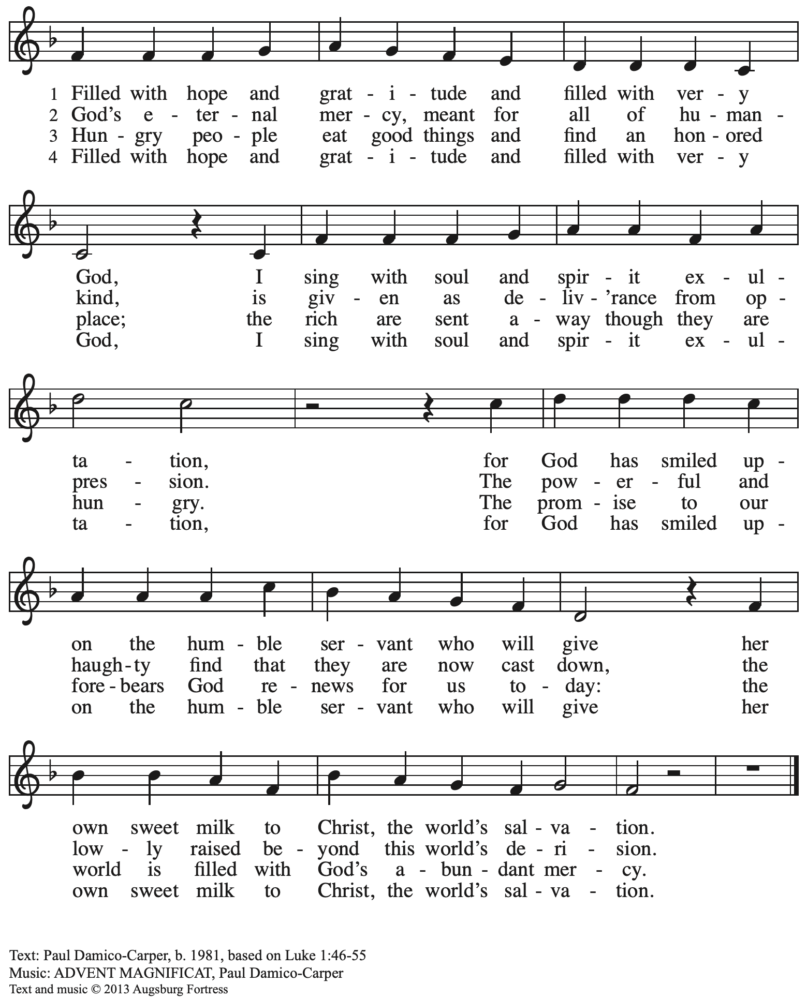 1 Filled with hope and grat - i - tude and filled with ver - y
2 God’s e - ter - nal mer - cy, meant for all of hu - man -
3 Hun - gry peo - ple eat good things and find an hon - ored
4 Filled with hope and grat - i - tude and filled with ver - y
God, I sing with soul and spir - it ex - ul -
kind, is giv - en as de - liv - ’rance from op -
place; the rich are sent a - way though they are
God, I sing with soul and spir - it ex - ul -
ta - tion, for God has smiled up -
pres - sion. The pow - er - ful and
hun - gry. The prom - ise to our
ta - tion, for God has smiled up -
on the hum - ble ser - vant who will give her
haugh - ty find that they are now cast down, the
fore - bears God re - news for us to - day: the
on the hum - ble ser - vant who will give her
own sweet milk to Christ, the world’s sal - va - tion.
low - ly raised be - yond this world’s de - ri - sion.
world is filled with God’s a - bun - dant mer - cy.
own sweet milk to Christ, the world’s sal - va - tion.
Text: Paul Damico-Carper, b. 1981, based on Luke 1:46-55
Music: ADVENT MAGNIFICAT, Paul Damico-Carper
Text and music © 2013 Augsburg Fortress